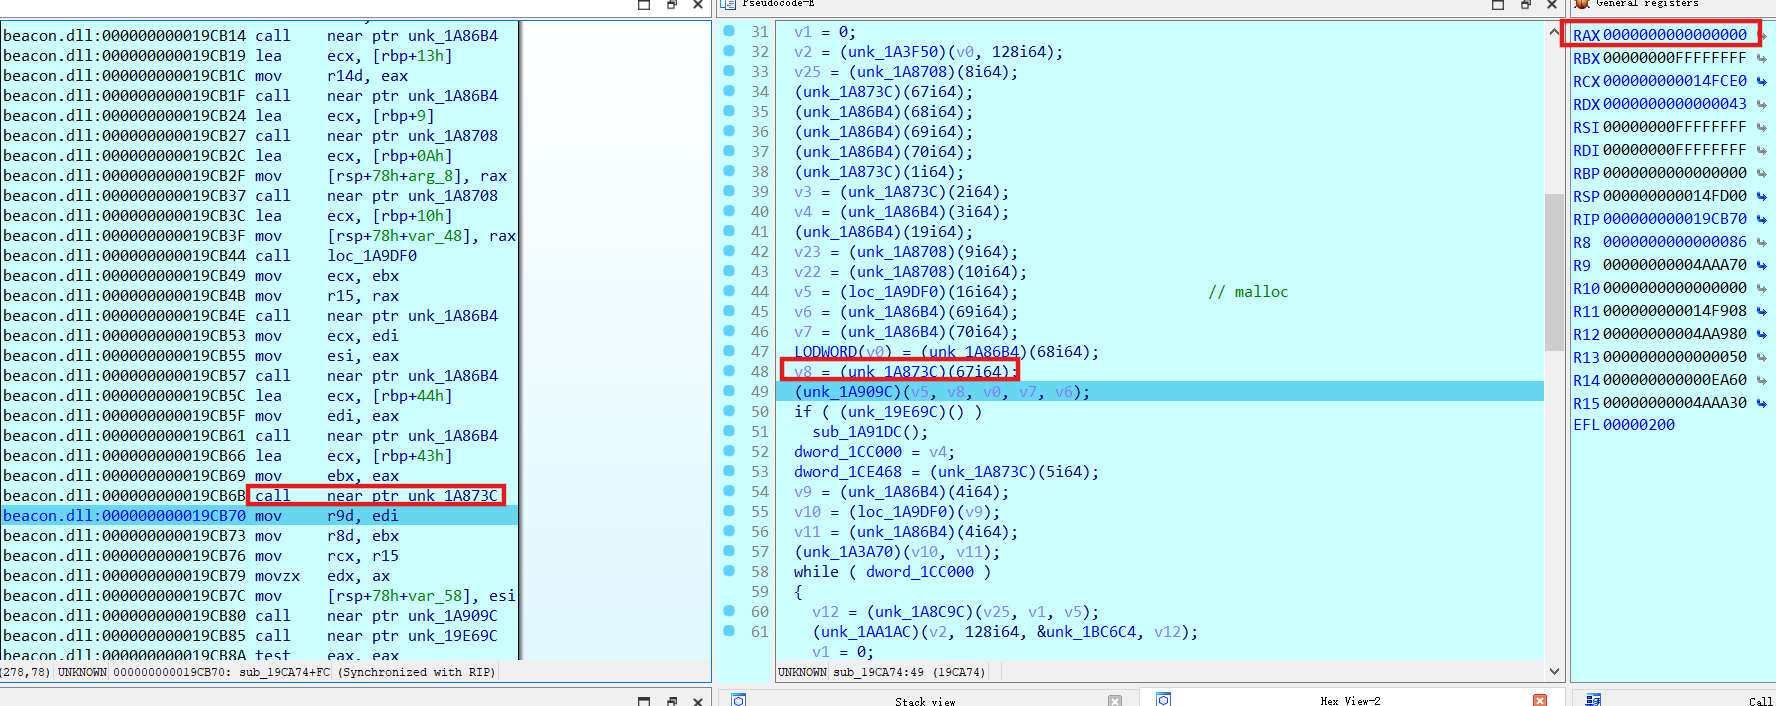 beacon.dll:000000000019CB14 call near ptr unk_1A86B4
beacon.dll:000000000019CB19 lea ecx, [rbp+13h]
beacon.dll:000000000019CB1C mov r14d, eax
beacon.dll:000000000019CB1F call near ptr unk_1A86B4
beacon.dll:000000000019CB24 lea ecx, [rbp+9]
beacon.dll:000000000019CB27 call near ptr unk_1A8708
beacon.dll:000000000019CB2C lea ecx, [rbp+0Ah]
beacon.dll:000000000019CB2F mov [rsp+78h+arg_8], rax
beacon.dll:000000000019CB37 call near ptr unk_1A8708
beacon.dll:000000000019CB3C lea ecx, [rbp+10h]
beacon.dll:000000000019CB3F mov [rsp+78h+var_48], rax
beacon.dll:000000000019CB44 call loc_1A9DF0
beacon.dll:000000000019CB49 mov ecx, ebx
beacon.dll:000000000019CB4B mov r15, rax
beacon.dll:000000000019CB4E call near ptr unk_1A86B4
beacon.dll:000000000019CB53 mov ecx, edi
beacon.dll:000000000019CB55 mov esi, eax
beacon.dll:000000000019CB57 call near ptr unk_1A86B4
beacon.dll:000000000019CB5C lea ecx, [rbp+44h]
beacon.dll:000000000019CB5F mov edi, eax
beacon.dll:000000000019CB61 call near ptr unk_1A86B4
beacon.dll:000000000019CB66 lea ecx, [rbp+43h]
beacon.dll:000000000019CB69 mov ebx, eax
beacon.dll:000000000019CB6B call near ptr unk_1A873C
beacon.dll:000000000019CB70 mov r9d, edi
beacon.dll:000000000019CB73 mov r8d, ebx
beacon.dll:000000000019CB76 mov rcx, r15
beacon.dll:000000000019CB79 movzx edx, ax
beacon.dll:000000000019CB7C mov [rsp+78h+var_58], esi
beacon.dll:000000000019CB80 call near ptr unk_1A909C
beacon.dll:000000000019CB85 call near ptr unk_19E69C
beacon.dll:000000000019CB8A test eax, eax
(278,78) UNKNOWN 000000000019CB70: sub_19CA74+FC (Synchronized with RIP)
Pseudocode-E
31 v1 = 0;
32 v2 = (unk_1A3F50)(v0, 128i64);
33 v25 = (unk_1A8708)(8i64);
34 (unk_1A873C)(67i64);
35 (unk_1A86B4)(68i64);
36 (unk_1A86B4)(69i64);
37 (unk_1A86B4)(70i64);
38 (unk_1A873C)(1i64);
39 v3 = (unk_1A873C)(2i64);
40 v4 = (unk_1A86B4)(3i64);
41 (unk_1A86B4)(19i64);
42 v23 = (unk_1A8708)(9i64);
43 v22 = (unk_1A8708)(10i64);
44 v5 = (loc_1A9DF0)(16i64); // malloc
45 v6 = (unk_1A86B4)(69i64);
46 v7 = (unk_1A86B4)(70i64);
47 LODWORD(v0) = (unk_1A86B4)(68i64);
48 v8 = (unk_1A873C)(67i64);
49 (unk_1A909C)(v5, v8, v0, v7, v6);
50 if ( (unk_19E69C)() )
51 sub_1A91DC();
52 dword_1CC000 = v4;
53 dword_1CE468 = (unk_1A873C)(5i64);
54 v9 = (unk_1A86B4)(4i64);
55 v10 = (loc_1A9DF0)(v9);
56 v11 = (unk_1A86B4)(4i64);
57 (unk_1A3A70)(v10, v11);
58 while ( dword_1CC000 )
59 {
60 v12 = (unk_1A8C9C)(v25, v1, v5);
61 (unk_1AA1AC)(v2, 128i64, &unk_1BC6C4, v12);
v1 = 0;
UNKNOWN sub_19CA74:49 (19CA74)
General registers
RAX 0000000000000000
RBX 00000000FFFFFFFF
RCX 000000000014FCE0
RDX 0000000000000043
RSI 00000000FFFFFFFF
RDI 00000000FFFFFFFF
RBP 0000000000000000
RSP 000000000014FD00
RIP 000000000019CB70
R8 0000000000000086
R9 00000000004AAA70
R10 0000000000000000
R11 000000000014F908
R12 00000000004AA980
R13 0000000000000050
R14 000000000000EA60
R15 00000000004AAA30
EFL 00000200
Stack view
Hex View-2
Call